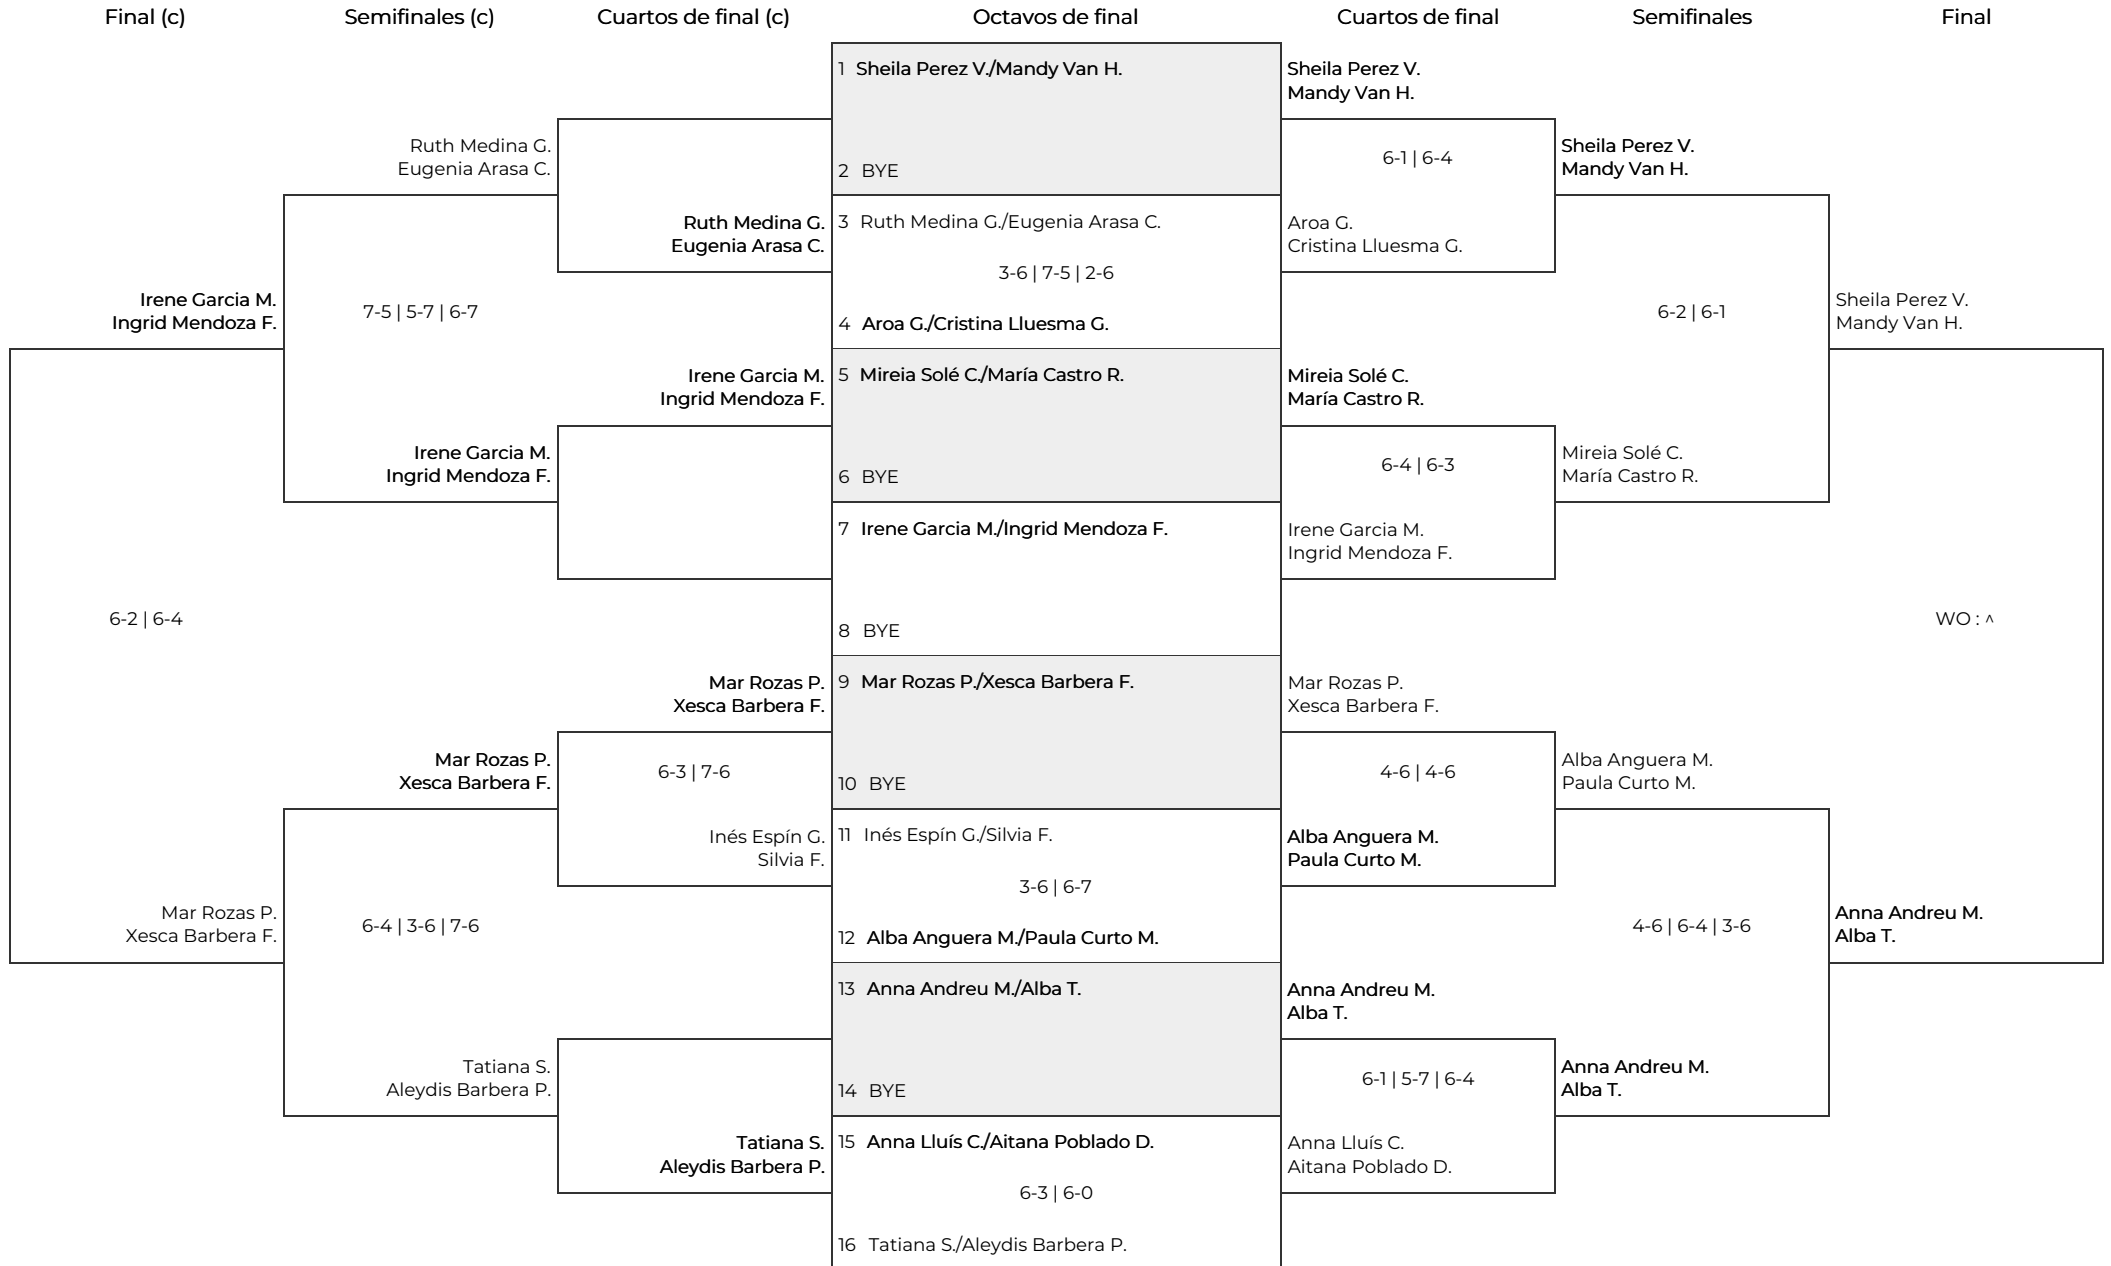 Final (c)
Semifinales (c)
Cuartos de final (c)
Octavos de final
Cuartos de final
Semifinales
Final
Irene Garcia M.
Ingrid Mendoza F.
6-2 | 6-4
Mar Rozas P.
Xesca Barbera F.
Ruth Medina G.
Eugenia Arasa C.
7-5 | 5-7 | 6-7
Irene Garcia M.
Ingrid Mendoza F.
Mar Rozas P.
Xesca Barbera F.
6-4 | 3-6 | 7-6
Tatiana S.
Aleydis Barbera P.
Ruth Medina G.
Eugenia Arasa C.
Irene Garcia M.
Ingrid Mendoza F.
Mar Rozas P.
Xesca Barbera F.
6-3 | 7-6
Inés Espín G.
Silvia F.
Tatiana S.
Aleydis Barbera P.
1 Sheila Perez V./Mandy Van H.
2 BYE
3 Ruth Medina G./Eugenia Arasa C.
3-6 | 7-5 | 2-6
4 Aroa G./Cristina Lluesma G.
5 Mireia Solé C./María Castro R.
6 BYE
7 Irene Garcia M./Ingrid Mendoza F.
8 BYE
9 Mar Rozas P./Xesca Barbera F.
10 BYE
11 Inés Espín G./Silvia F.
3-6 | 6-7
12 Alba Anguera M./Paula Curto M.
13 Anna Andreu M./Alba T.
14 BYE
15 Anna Lluís C./Aitana Poblado D.
6-3 | 6-0
16 Tatiana S./Aleydis Barbera P.
Sheila Perez V.
Mandy Van H.
6-1 | 6-4
Aroa G.
Cristina Lluesma G.
Mireia Solé C.
María Castro R.
6-4 | 6-3
Irene Garcia M.
Ingrid Mendoza F.
Mar Rozas P.
Xesca Barbera F.
4-6 | 4-6
Alba Anguera M.
Paula Curto M.
Anna Andreu M.
Alba T.
6-1 | 5-7 | 6-4
Anna Lluís C.
Aitana Poblado D.
Sheila Perez V.
Mandy Van H.
6-2 | 6-1
Mireia Solé C.
María Castro R.
Alba Anguera M.
Paula Curto M.
4-6 | 6-4 | 3-6
Anna Andreu M.
Alba T.
Sheila Perez V.
Mandy Van H.
WO : ^
Anna Andreu M.
Alba T.